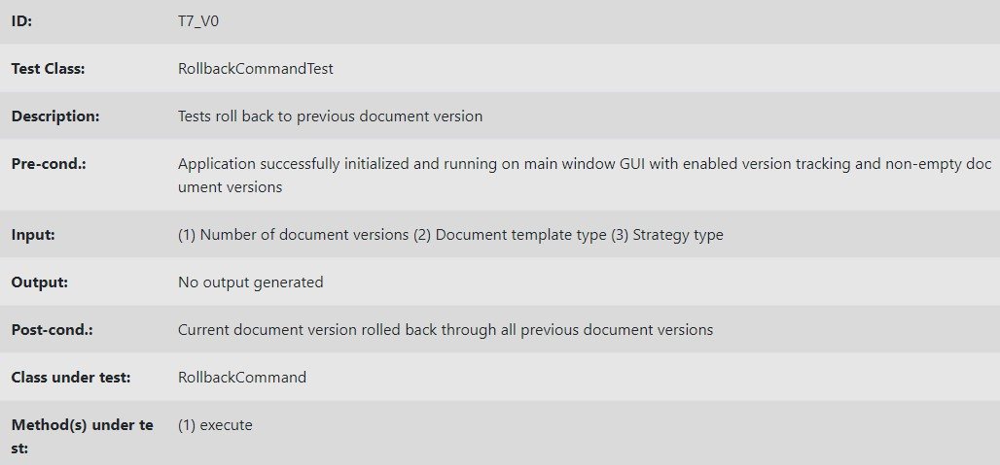 ID: T7_V0
Test Class: RollbackCommandTest
Description: Tests roll back to previous document version
Pre-cond.: Application successfully initialized and running on main window GUI with enabled version tracking and non-empty doc
ument versions
Input: (1) Number of document versions (2) Document template type (3) Strategy type
Output: No output generated
Post-cond.: Current document version rolled back through all previous document versions
Class under test: RollbackCommand
Method(s) under te (1) execute
st: